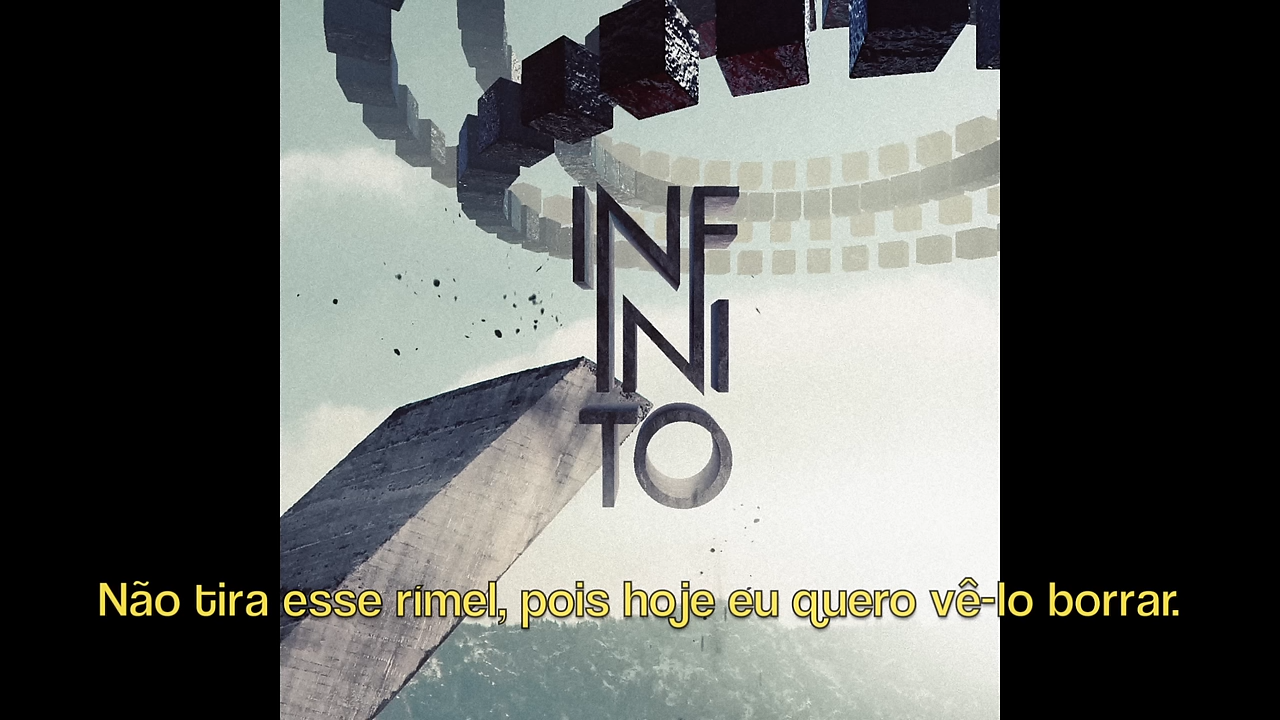 INF
INI
TO
Não tira esse rímel, pois hoje eu quero vê-lo borrar.